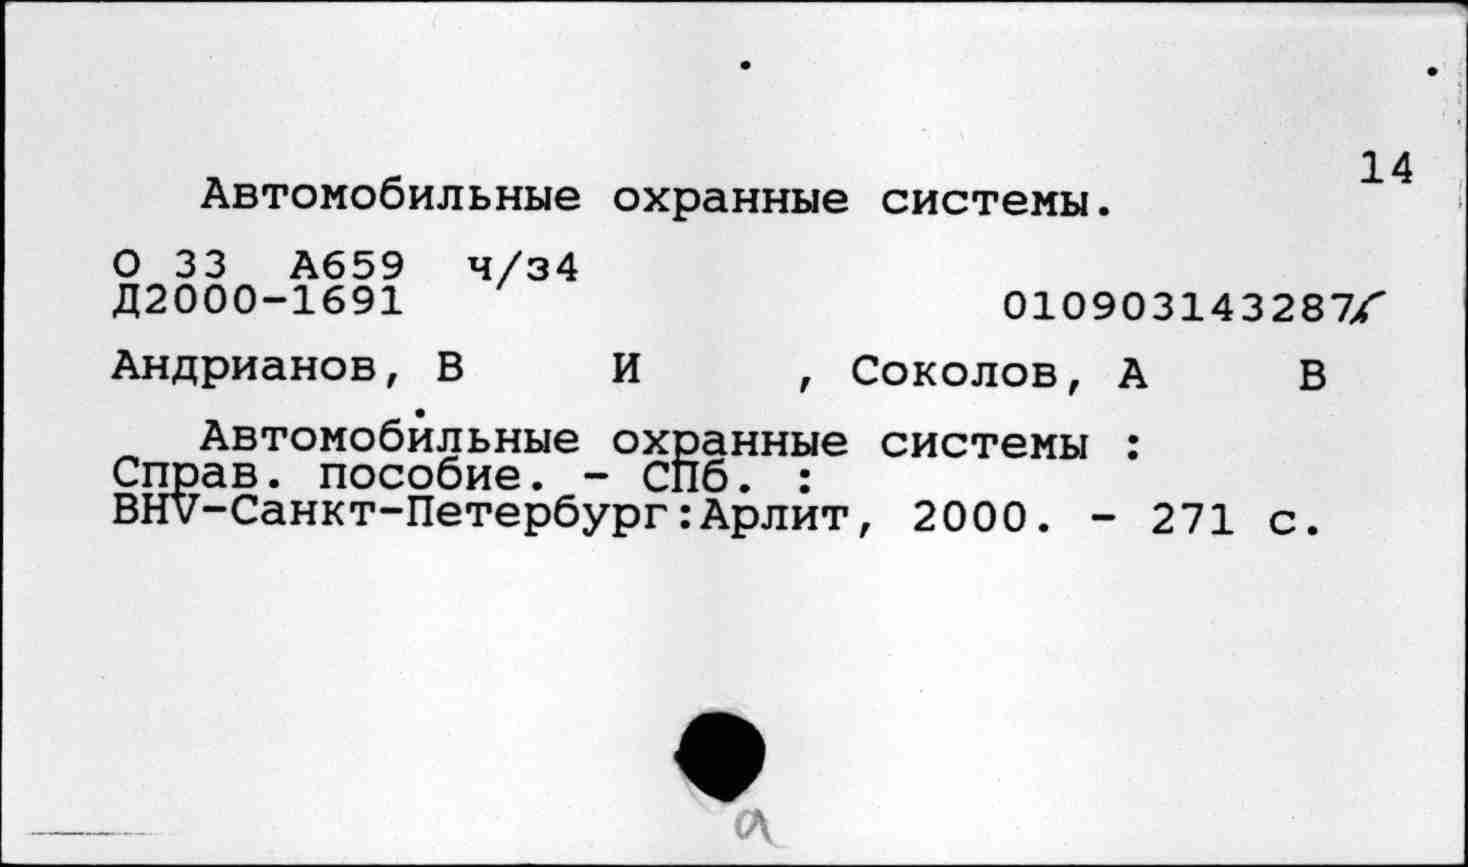 14
Автомобильные охранные системы.
О 33 А659 ч/з4
Д2000-1691 010903143287
Андрианов, В И , Соколов, А В
Автомобильные охранные системы :
Справ. пособие. - СПб. :
BHV-Санкт-Петербург:Арлит, 2000. - 271 с.